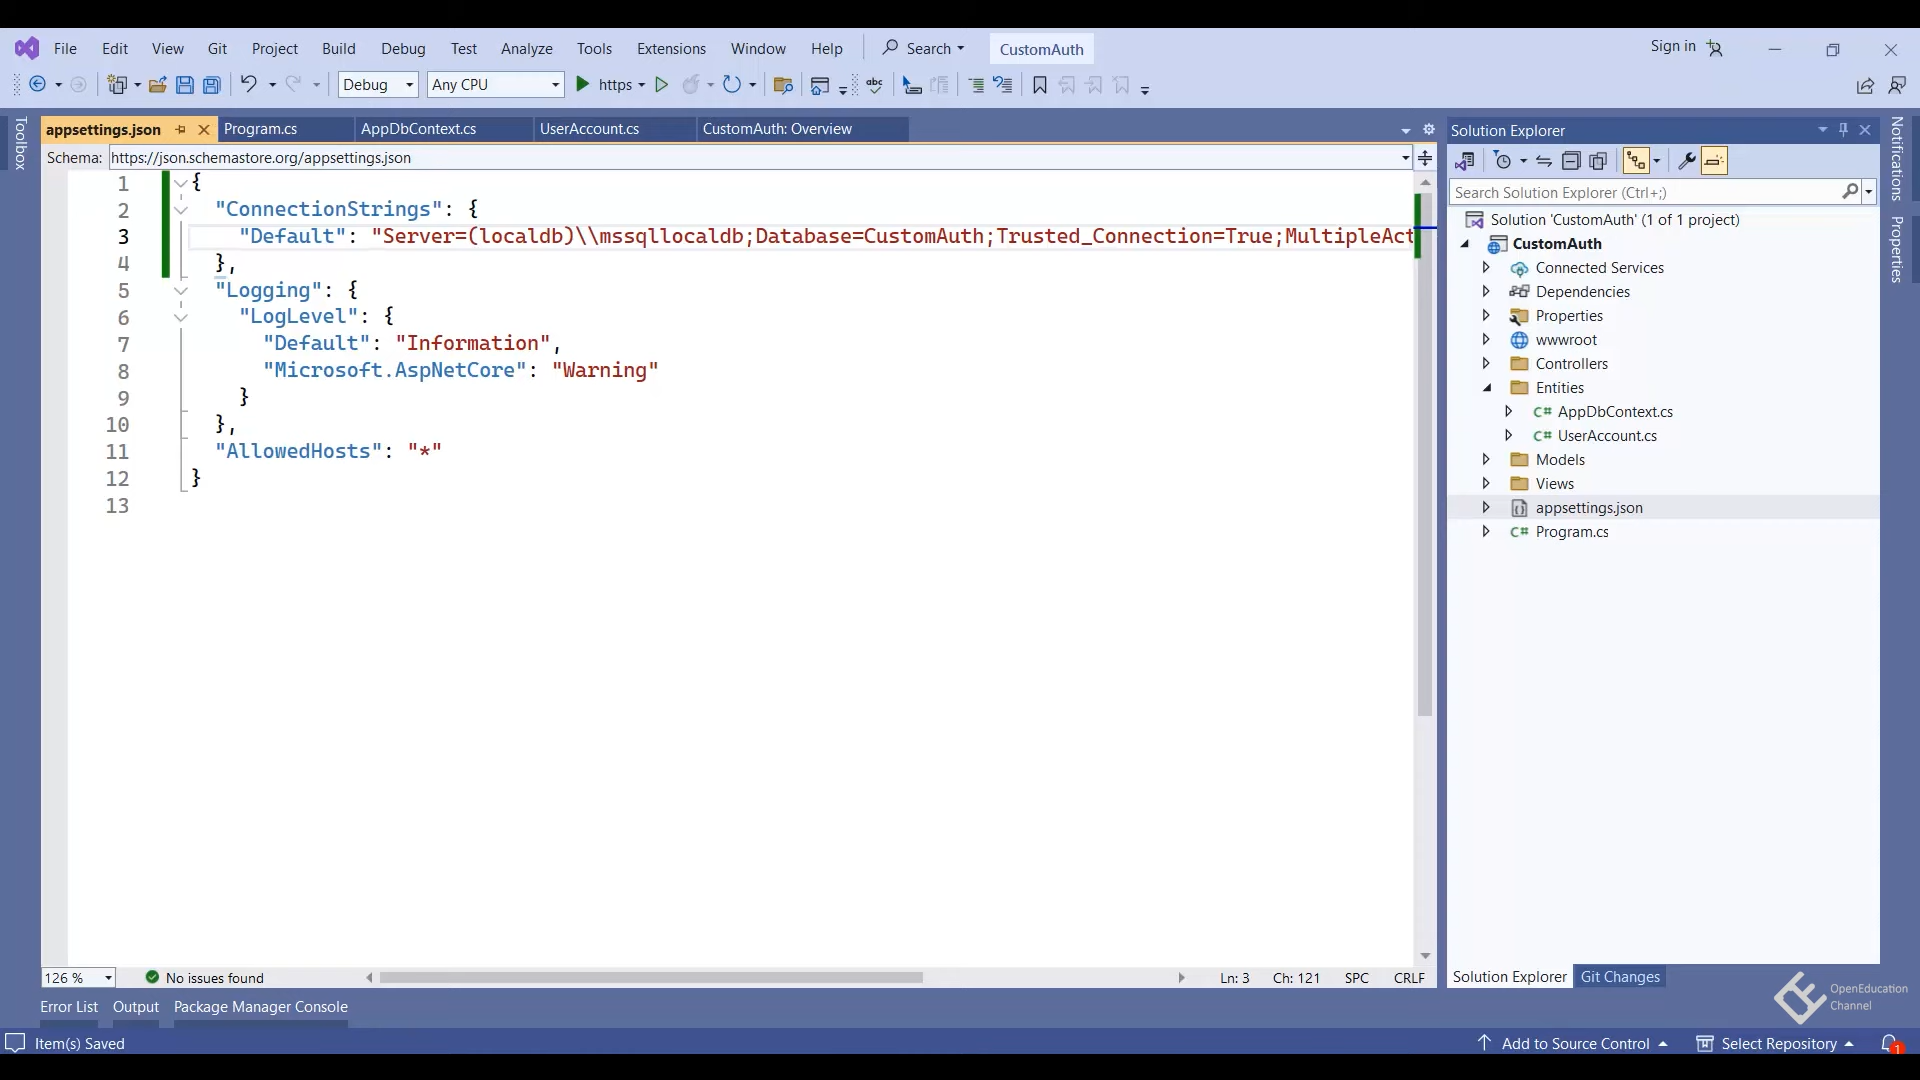 File Edit View Git Project Build Debug Test Analyze Tools Extensions Window Help Search CustomAuth Sign in
Debug Any CPU https
appsettings.json Program.cs AppDbContext.cs UserAccount.cs CustomAuth: Overview
Schema: https://json.schemastore.org/appsettings.json
1 {
2 "ConnectionStrings": {
3 "Default": "Server=(localdb)\\mssqllocaldb;Database=CustomAuth;Trusted_Connection=True;MultipleAct
4 },
5 "Logging": {
6 "LogLevel": {
7 "Default": "Information",
8 "Microsoft.AspNetCore": "Warning"
9 }
10 },
11 "AllowedHosts": "*"
12 }
13
126 % No issues found Ln: 3 Ch: 121 SPC CRLF
Error List Output Package Manager Console
Item(s) Saved Add to Source Control Select Repository 1
Toolbox
Solution Explorer
Search Solution Explorer (Ctrl+;)
Solution 'CustomAuth' (1 of 1 project)
CustomAuth
Connected Services
Dependencies
Properties
wwwroot
Controllers
Entities
C# AppDbContext.cs
C# UserAccount.cs
Models
Views
appsettings.json
C# Program.cs
Solution Explorer Git Changes
Notifications
Properties
OpenEducation
Channel